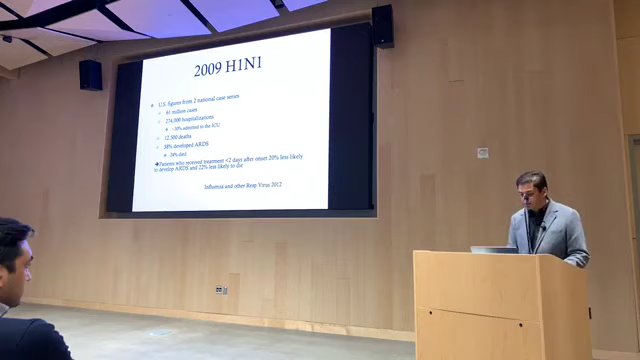 2009 H1N1
U.S. figures from 2 national case series
61 million cases
274,000 hospitalizations
~30% admitted to the ICU
12,500 deaths
38% developed ARDS
24% died
➔Patients who received treatment <2 days after onset 20% less likely
to develop ARDS and 22% less likely to die
Influenza and other Resp Virus 2012